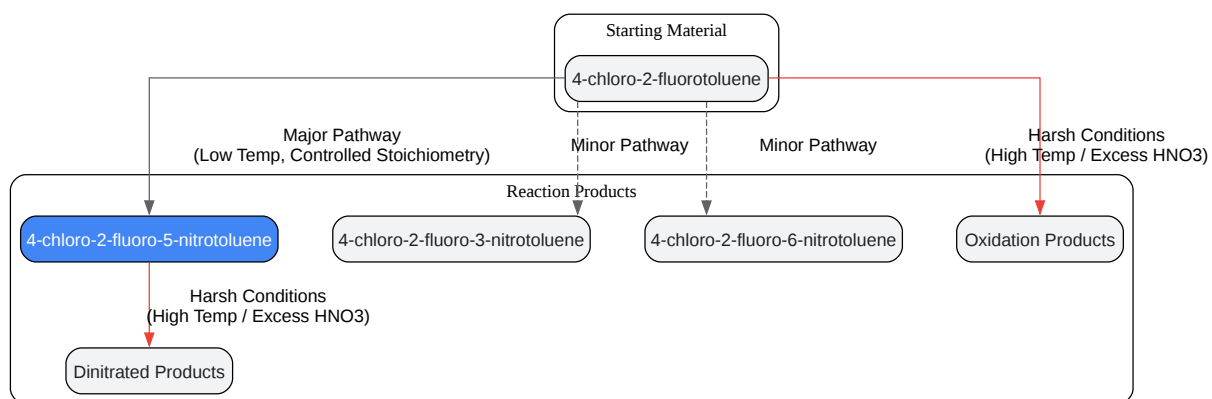 Starting Material
4-chloro-2-fluorotoluene
Major Pathway
(Low Temp, Controlled Stoichiometry)
Minor Pathway
Minor Pathway
Harsh Conditions
(High Temp / Excess HNO3)
Reaction Products
4-chloro-2-fluoro-5-nitrotoluene
4-chloro-2-fluoro-3-nitrotoluene
4-chloro-2-fluoro-6-nitrotoluene
Oxidation Products
Harsh Conditions
(High Temp / Excess HNO3)
Dinitrated Products